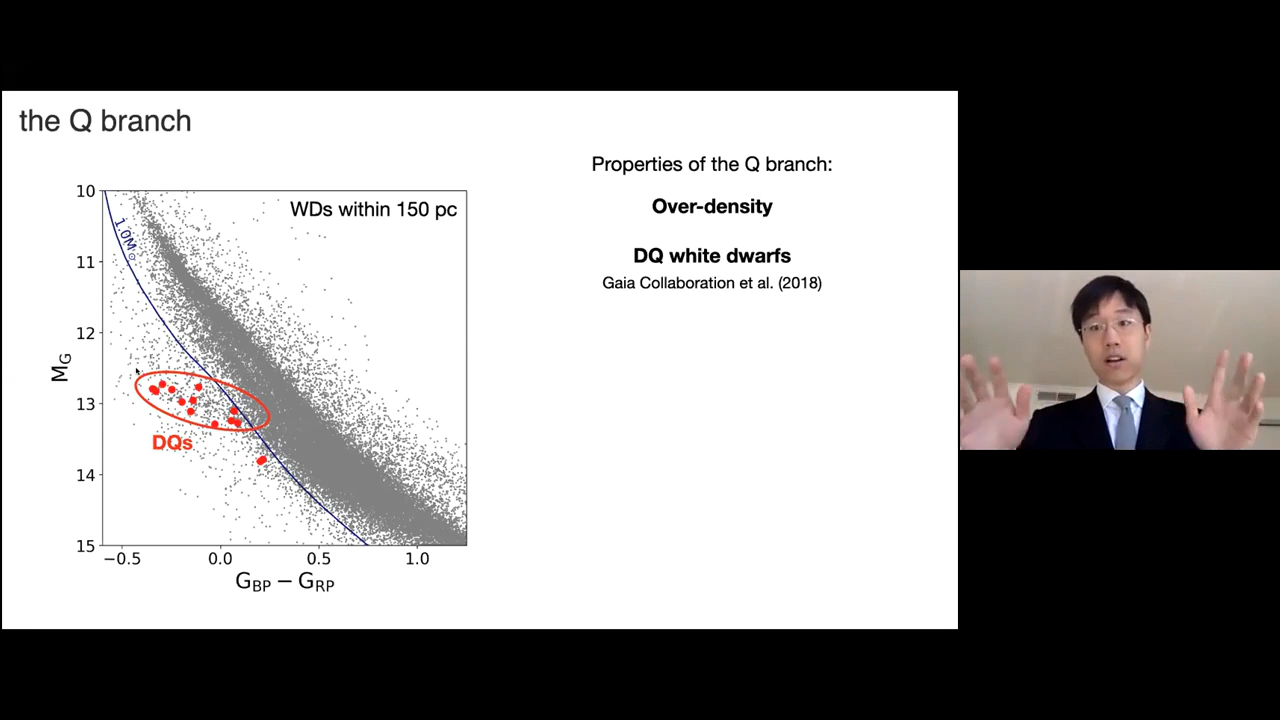 the Q branch
Properties of the Q branch:
Over-density
DQ white dwarfs
Gaia Collaboration et al. (2018)
WDs within 150 pc
1.0M☉
DQs
10
11
12
13
14
15
M_G
−0.5 0.0 0.5 1.0
G_BP − G_RP